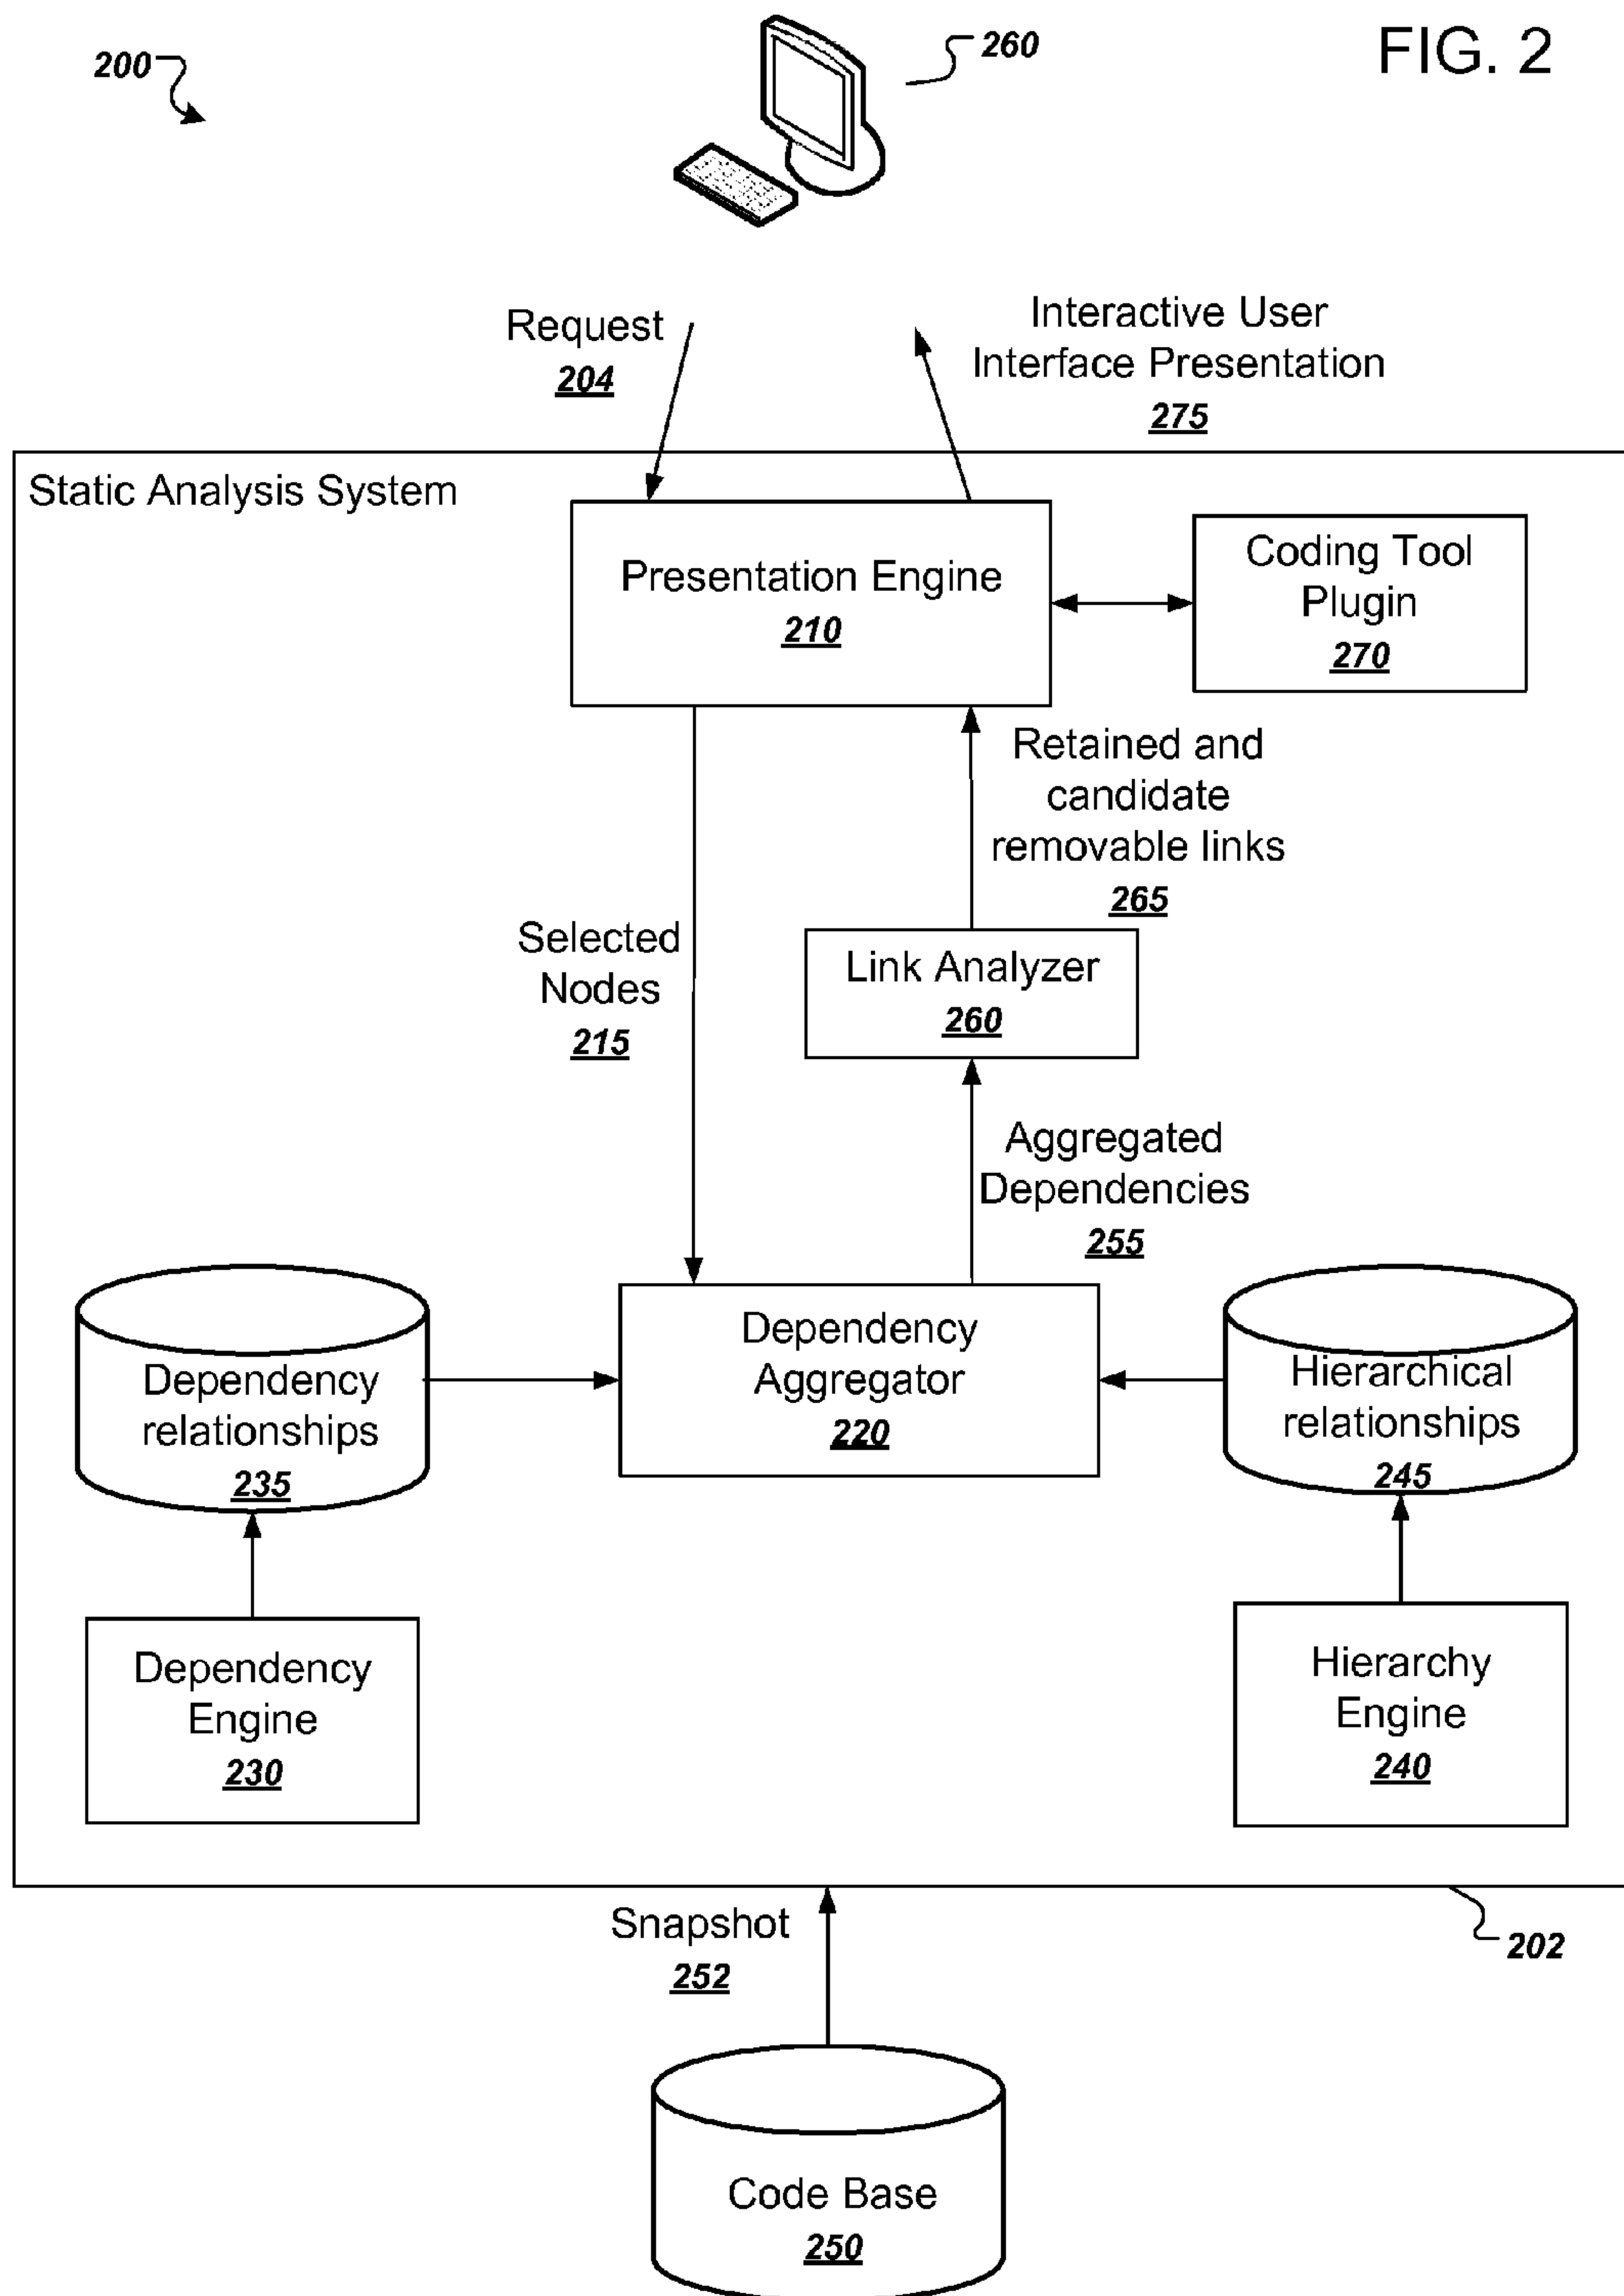 FIG. 2
200
260
Request
204
Interactive User
Interface Presentation
275
Static Analysis System
Presentation Engine
210
Coding Tool
Plugin
270
Retained and
candidate
removable links
265
Selected
Nodes
215
Link Analyzer
260
Aggregated
Dependencies
255
Dependency
relationships
235
Dependency
Aggregator
220
Hierarchical
relationships
245
Dependency
Engine
230
Hierarchy
Engine
240
Snapshot
252
202
Code Base
250